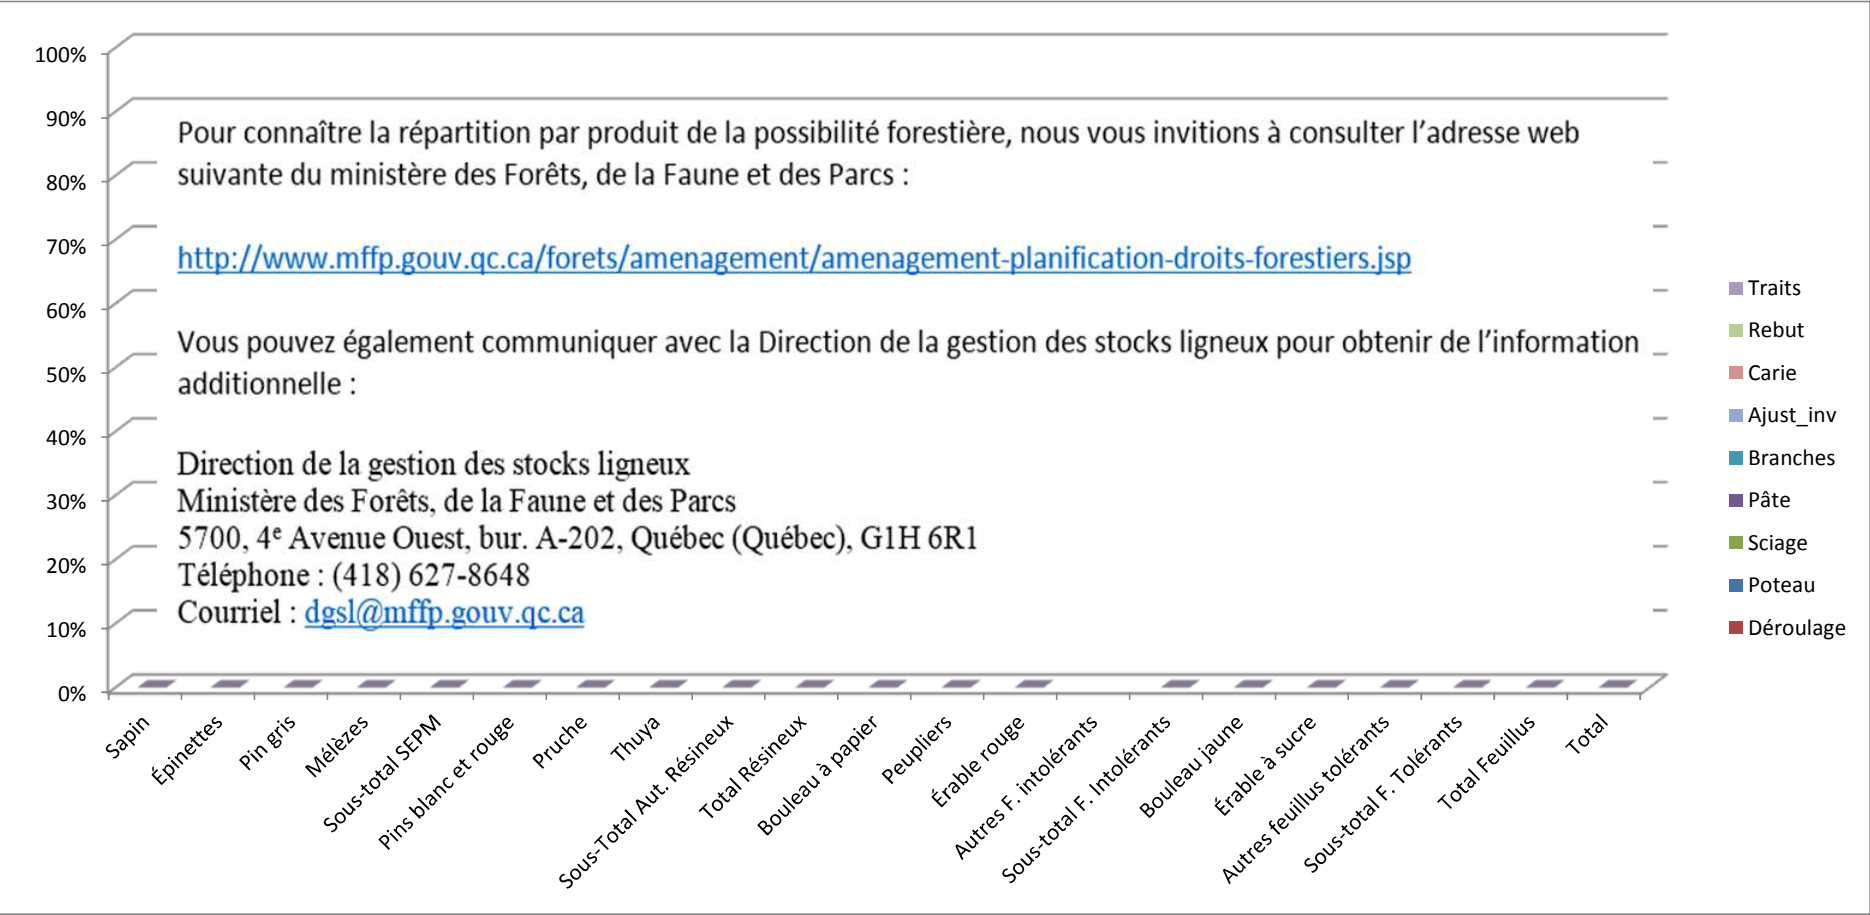 100%
90%
80%
70%
60%
50%
40%
30%
20%
10%
0%
Pour connaître la répartition par produit de la possibilité forestière, nous vous invitions à consulter l'adresse web
suivante du ministère des Forêts, de la Faune et des Parcs :
http://www.mffp.gouv.qc.ca/forets/amenagement/amenagement-planification-droits-forestiers.jsp
Vous pouvez également communiquer avec la Direction de la gestion des stocks ligneux pour obtenir de l'information
additionnelle :
Direction de la gestion des stocks ligneux
Ministère des Forêts, de la Faune et des Parcs
5700, 4e Avenue Ouest, bur. A-202, Québec (Québec), G1H 6R1
Téléphone : (418) 627-8648
Courriel : dgsl@mffp.gouv.qc.ca
Sapin
Épinettes
Pin gris
Mélèzes
Sous-total SEPM
Pins blanc et rouge
Pruche
Thuya
Sous-Total Aut. Résineux
Total Résineux
Bouleau à papier
Peupliers
Érable rouge
Autres F. intolérants
Sous-total F. Intolérants
Bouleau jaune
Érable à sucre
Autres feuillus tolérants
Sous-total F. Tolérants
Total Feuillus
Total
Traits
Rebut
Carie
Ajust_inv
Branches
Pâte
Sciage
Poteau
Déroulage